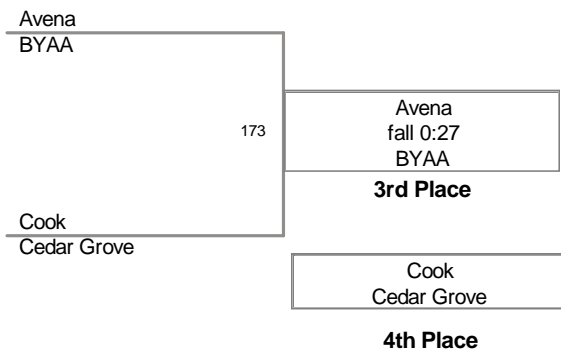 Avena
BYAA
173
Avena
fall 0:27
BYAA
3rd Place
Cook
Cedar Grove
Cook
Cedar Grove
4th Place